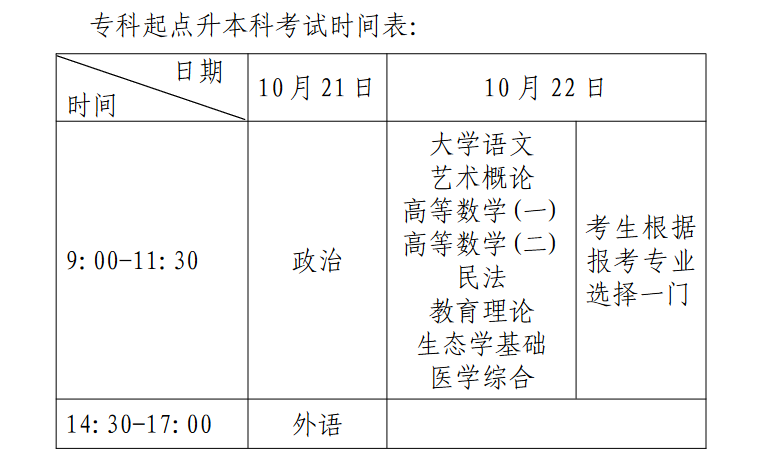 专科起点升本科考试时间表:
日期
时间
10月21日
10月22日
9:00-11:30
政治
大学语文
艺术概论
高等数学(一)
高等数学(二)
民法
教育理论
生态学基础
医学综合
考生根据
报考专业
选择一门
14:30-17:00
外语